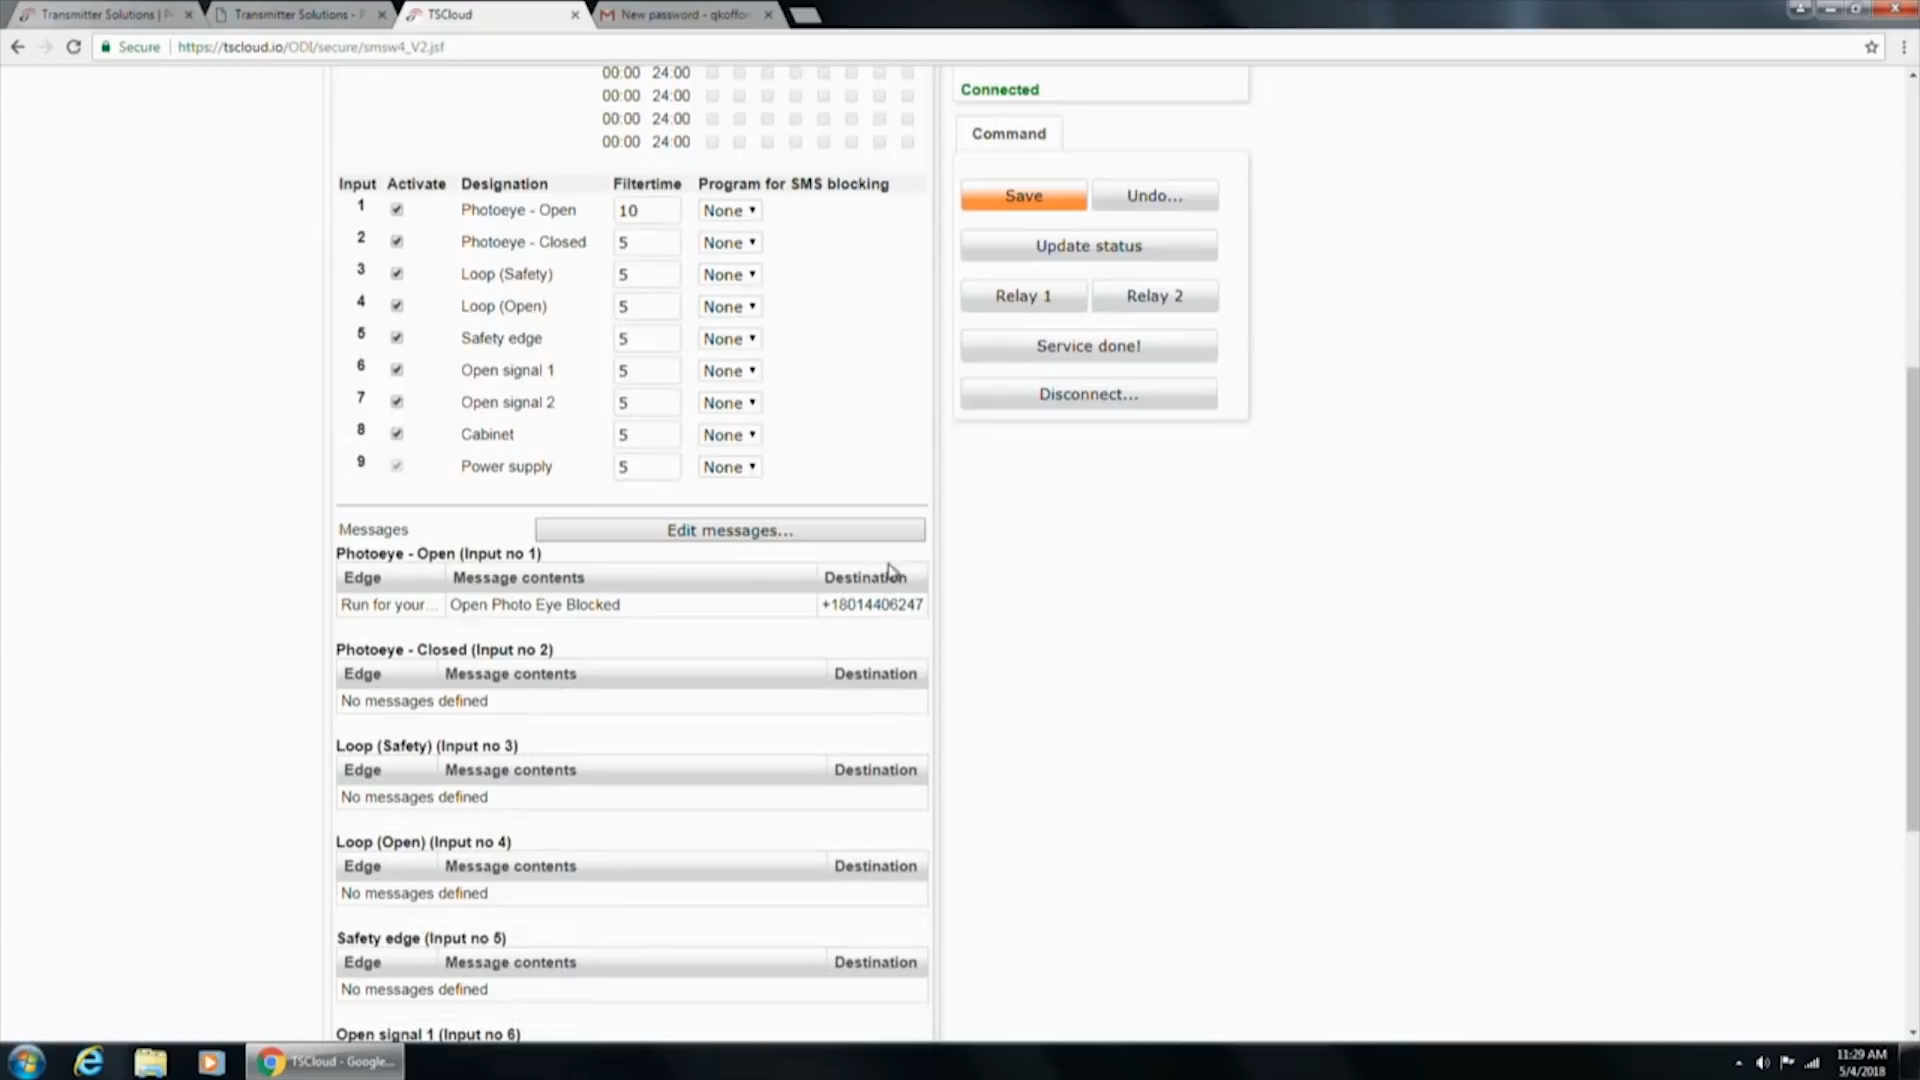 Transmitter Solutions |
Transmitter Solutions -
TSCloud
New password - qkoffor
Secure
https://tscloud.io/ODI/secure/smsw4_V2.jsf
00:00 24:00
00:00 24:00
00:00 24:00
00:00 24:00
Connected
Command
Input Activate Designation Filtertime Program for SMS blocking
1 Photoeye - Open 10 None
2 Photoeye - Closed 5 None
3 Loop (Safety) 5 None
4 Loop (Open) 5 None
5 Safety edge 5 None
6 Open signal 1 5 None
7 Open signal 2 5 None
8 Cabinet 5 None
9 Power supply 5 None
Save Undo...
Update status
Relay 1 Relay 2
Service done!
Disconnect...
Messages Edit messages...
Photoeye - Open (Input no 1)
Edge Message contents Destination
Run for your... Open Photo Eye Blocked +18014406247
Photoeye - Closed (Input no 2)
Edge Message contents Destination
No messages defined
Loop (Safety) (Input no 3)
Edge Message contents Destination
No messages defined
Loop (Open) (Input no 4)
Edge Message contents Destination
No messages defined
Safety edge (Input no 5)
Edge Message contents Destination
No messages defined
Open signal 1 (Input no 6)
TSCloud - Google...
11:29 AM
5/4/2018